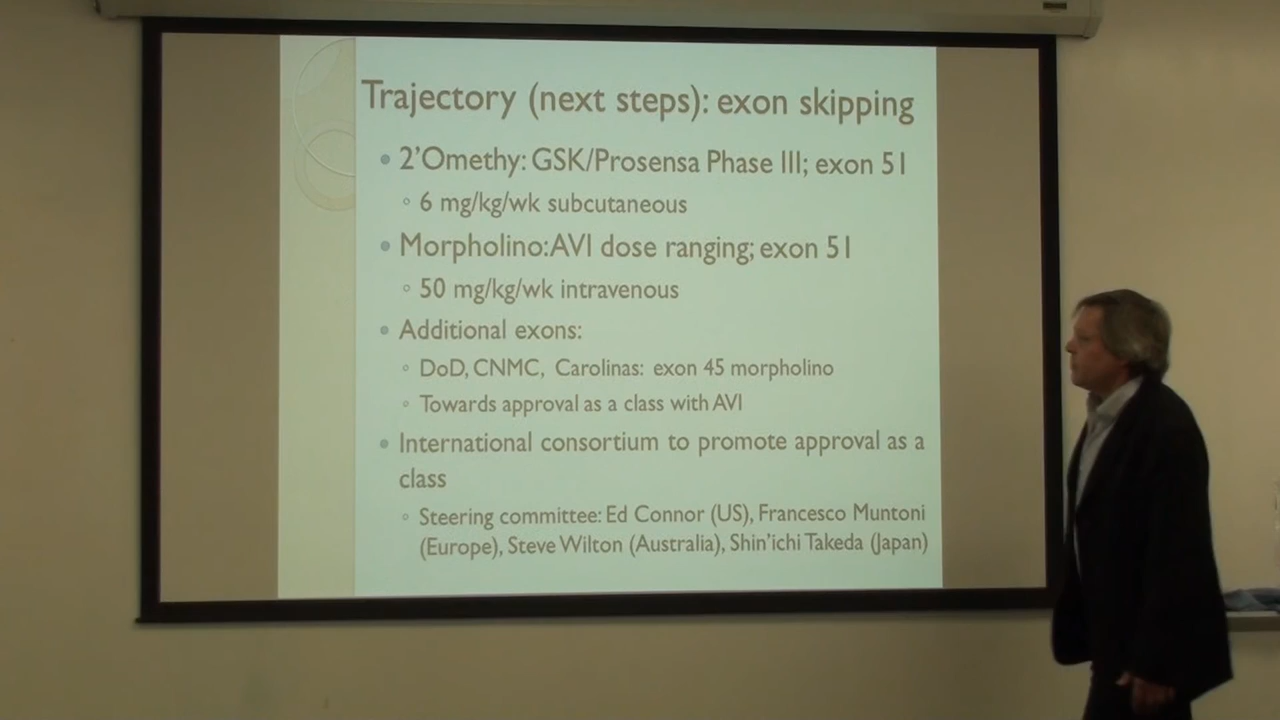 Trajectory (next steps): exon skipping
2'Omethy: GSK/Prosensa Phase III; exon 51
6 mg/kg/wk subcutaneous
Morpholino: AVI dose ranging; exon 51
50 mg/kg/wk intravenous
Additional exons:
DoD, CNMC, Carolinas: exon 45 morpholino
Towards approval as a class with AVI
International consortium to promote approval as a
class
Steering committee: Ed Connor (US), Francesco Muntoni
(Europe), Steve Wilton (Australia), Shin'ichi Takeda (Japan)